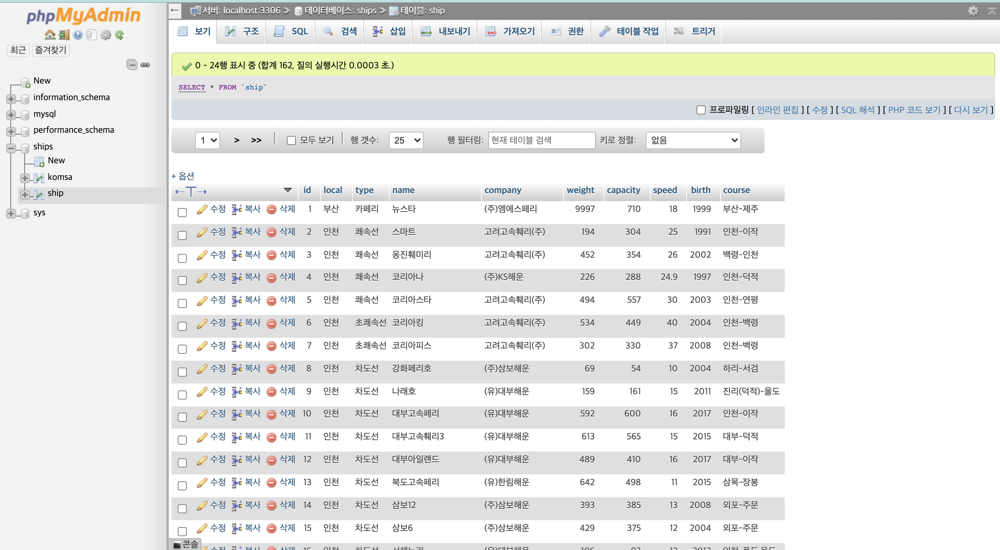 phpMyAdmin
최근 즐겨찾기
New
information_schema
mysql
performance_schema
ships
New
komsa
ship
sys
← 서버: localhost:3306 » 데이터베이스: ships » 테이블: ship
보기 구조 SQL 검색 삽입 내보내기 가져오기 권한 테이블 작업 트리거
0 - 24행 표시 중 (합계 162, 질의 실행시간 0.0003 초.)
SELECT * FROM `ship`
프로파일링 [ 인라인 편집 ] [ 수정 ] [ SQL 해석 ] [ PHP 코드 보기 ] [ 다시 보기 ]
1 > >> 모두 보기 행 갯수: 25 행 필터링: 현재 테이블 검색 키로 정렬: 없음
+ 옵션
←T→ id local type name company weight capacity speed birth course
수정 복사 삭제 1 부산 카페리 뉴스타 (주)엠에스페리 9997 710 18 1999 부산-제주
수정 복사 삭제 2 인천 쾌속선 스마트 고려고속훼리(주) 194 304 25 1991 인천-이작
수정 복사 삭제 3 인천 쾌속선 옹진훼미리 고려고속훼리(주) 452 354 26 2002 백령-인천
수정 복사 삭제 4 인천 쾌속선 코리아나 (주)KS해운 226 288 24.9 1997 인천-덕적
수정 복사 삭제 5 인천 쾌속선 코리아스타 고려고속훼리(주) 494 557 30 2003 인천-연평
수정 복사 삭제 6 인천 초쾌속선 코리아킹 고려고속훼리(주) 534 449 40 2004 인천-백령
수정 복사 삭제 7 인천 초쾌속선 코리아피스 고려고속훼리(주) 302 330 37 2008 인천-백령
수정 복사 삭제 8 인천 차도선 강화페리호 (주)삼보해운 69 54 10 2004 하리-서검
수정 복사 삭제 9 인천 차도선 나래호 (유)대부해운 159 161 15 2011 진리(덕적)-울도
수정 복사 삭제 10 인천 차도선 대부고속페리 (유)대부해운 592 600 16 2017 인천-이작
수정 복사 삭제 11 인천 차도선 대부고속훼리3 (유)대부해운 613 565 15 2015 대부-덕적
수정 복사 삭제 12 인천 차도선 대부아일랜드 (유)대부해운 489 410 16 2017 대부-이작
수정 복사 삭제 13 인천 차도선 북도고속페리 (유)한림해운 642 498 11 2015 삼목-장봉
수정 복사 삭제 14 인천 차도선 삼보12 (주)삼보해운 393 385 13 2008 외포-주문
수정 복사 삭제 15 인천 차도선 삼보6 (주)삼보해운 429 375 12 2004 외포-주문
콘솔